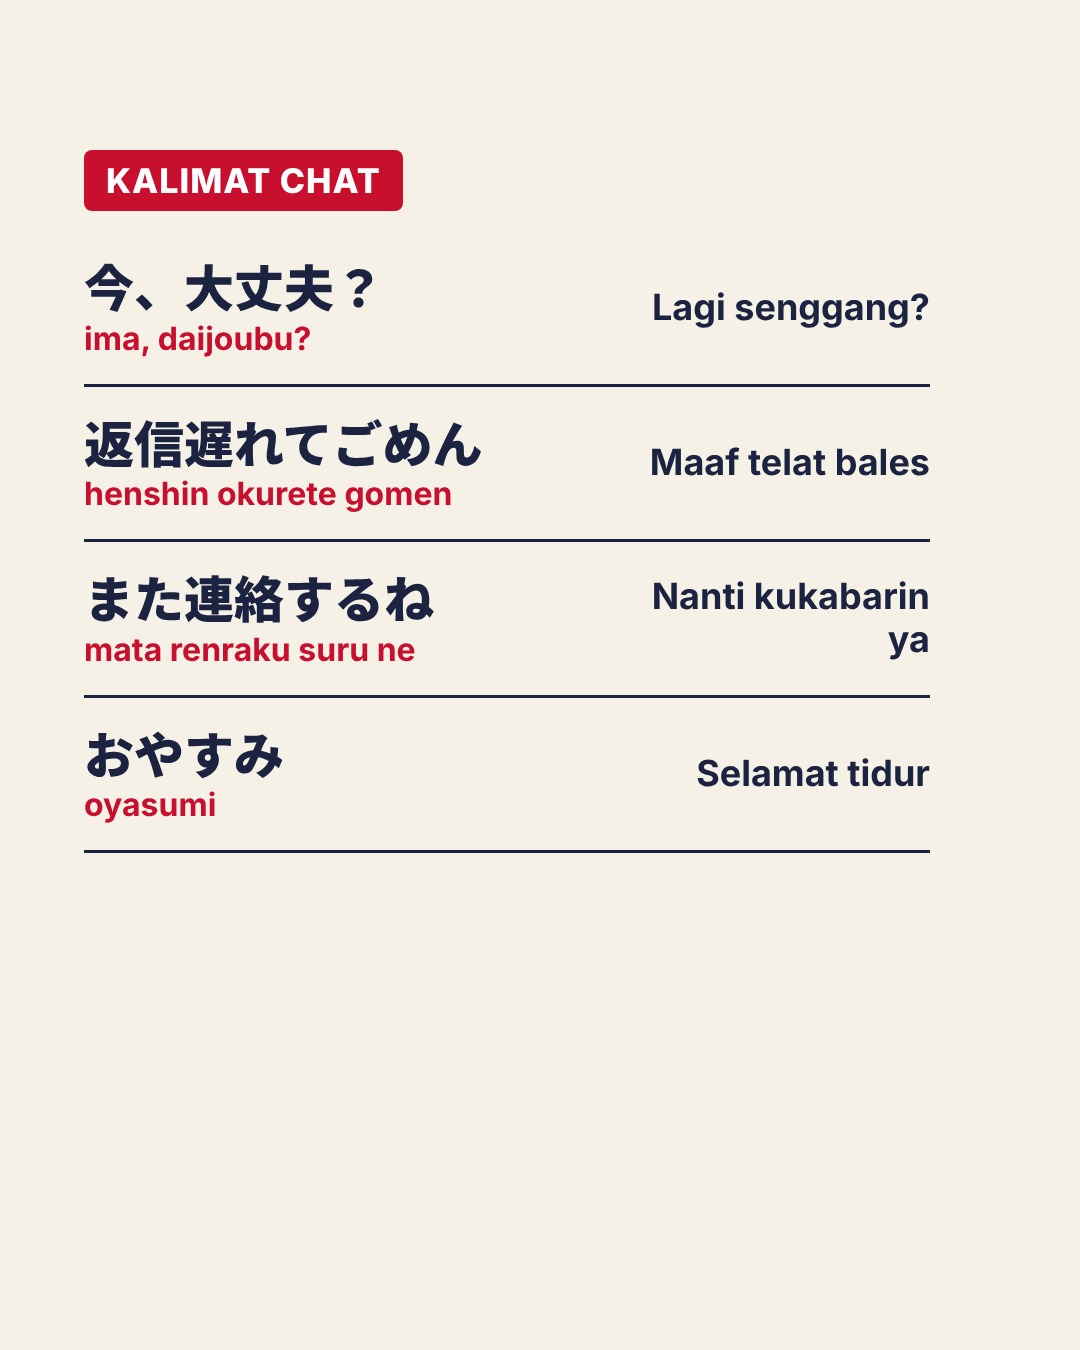 KALIMAT CHAT
今、大丈夫？
ima, daijoubu?
Lagi senggang?
返信遅れてごめん
henshin okurete gomen
Maaf telat bales
また連絡するね
mata renraku suru ne
Nanti kukabarin
ya
おやすみ
oyasumi
Selamat tidur